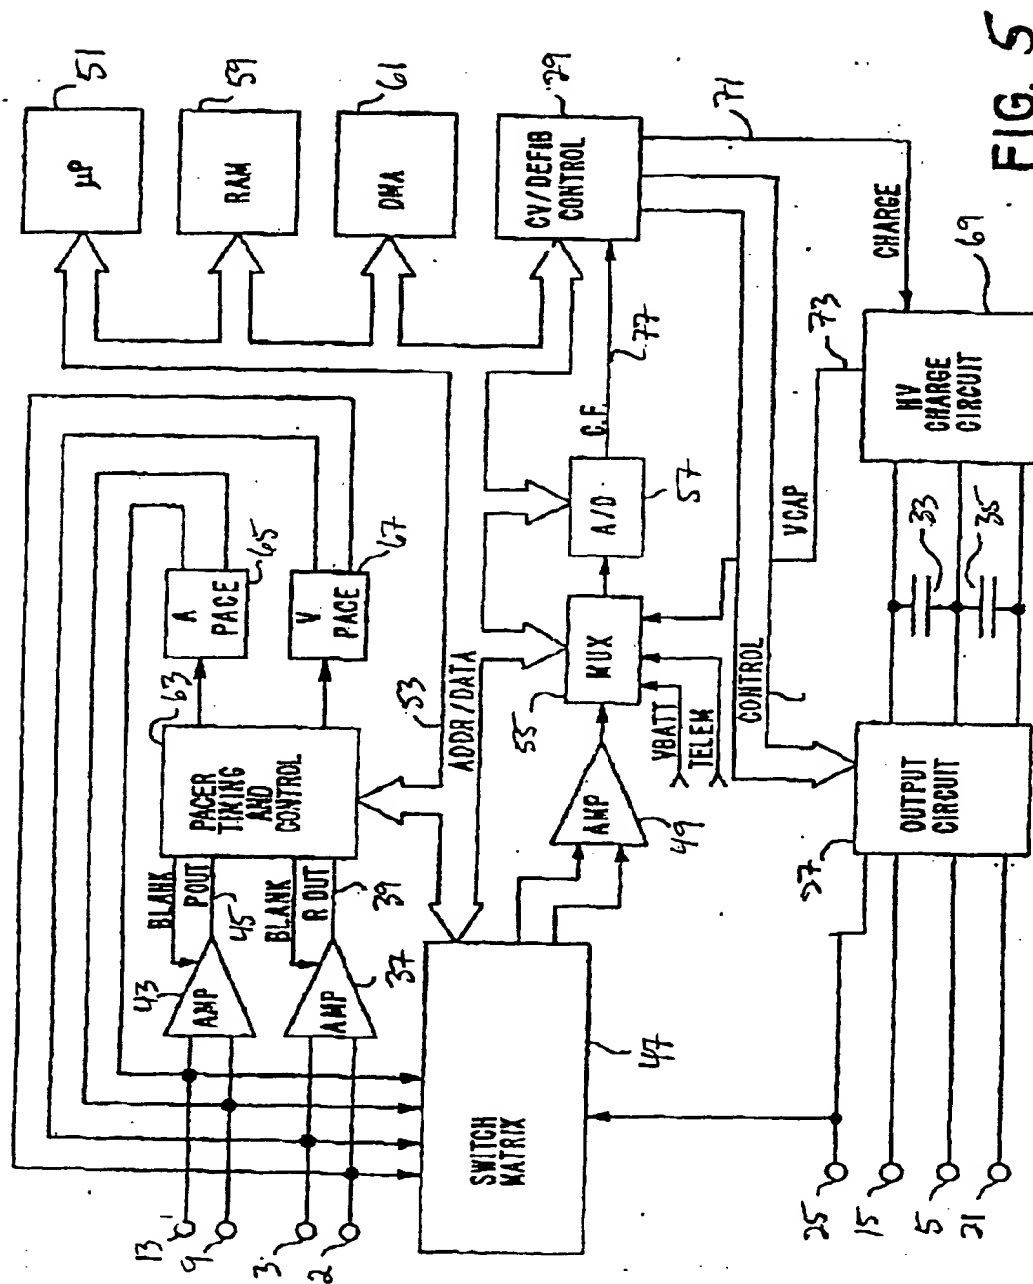 13
9
3
2
43
AMP
BLANK
POUT
45
37
AMP
BLANK
R OUT
39
63
PACER
TIMING
AND
CONTROL
A
PACE
65
V
PACE
67
53
ADDR/DATA
μP
51
RAM
59
DMA
61
CV/DEFIB
CONTROL
29
SWITCH
MATRIX
47
AMP
49
55
MUX
A/D
57
C.F.
77
VBATT
TELEM
CONTROL
VCAP
73
CHARGE
71
25
15
5
21
OUTPUT
CIRCUIT
33
35
HV
CHARGE
CIRCUIT
69
FIG. 5